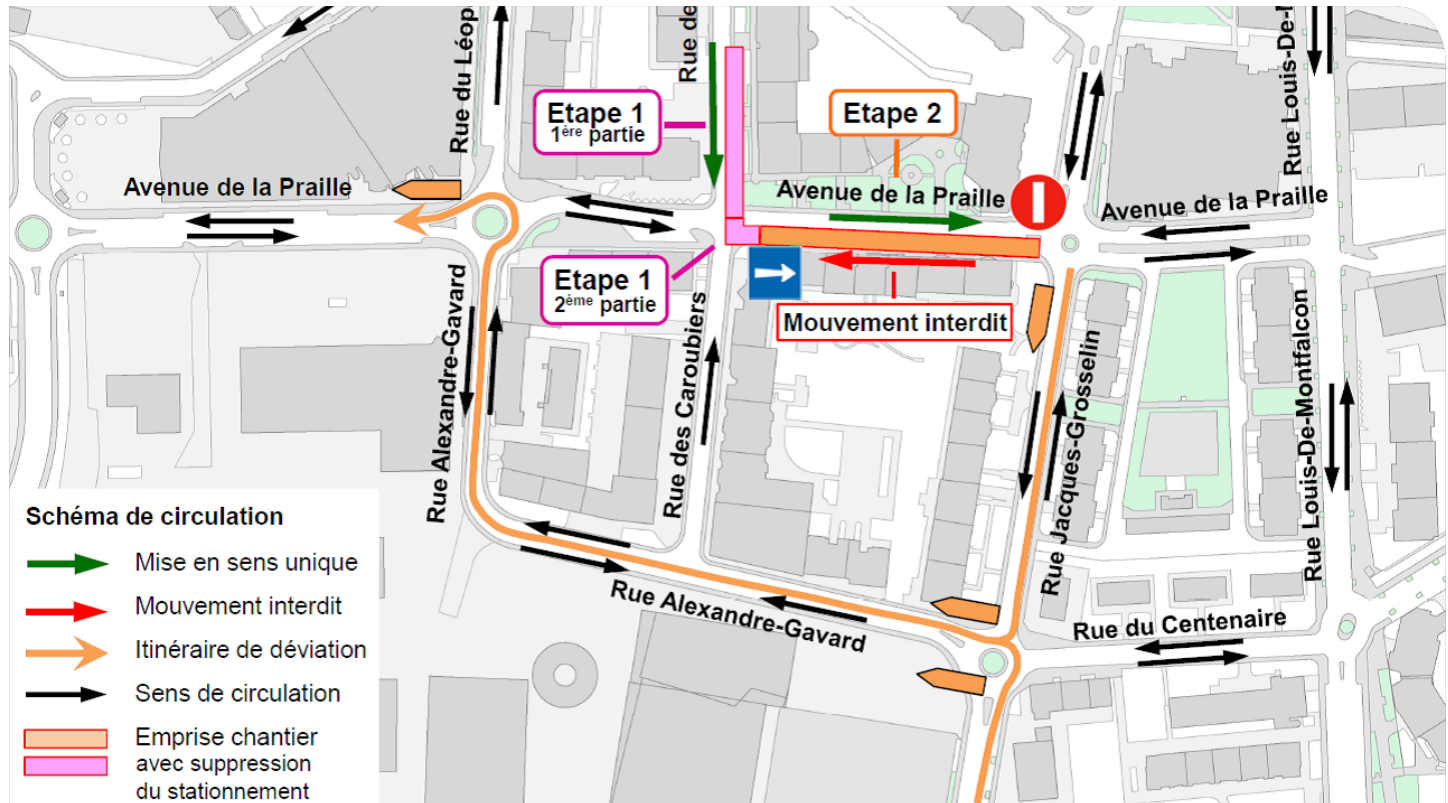 Rue du Léop
Rue de
Rue Louis-De-M
Etape 1
1ère partie
Etape 2
Avenue de la Praille
Avenue de la Praille
Avenue de la Praille
Etape 1
2ème partie
Mouvement interdit
Rue Alexandre-Gavard
Rue des Caroubiers
Rue Jacques-Grosselin
Rue Louis-De-Montfalcon
Rue Alexandre-Gavard
Rue du Centenaire
Schéma de circulation
Mise en sens unique
Mouvement interdit
Itinéraire de déviation
Sens de circulation
Emprise chantier
avec suppression
du stationnement